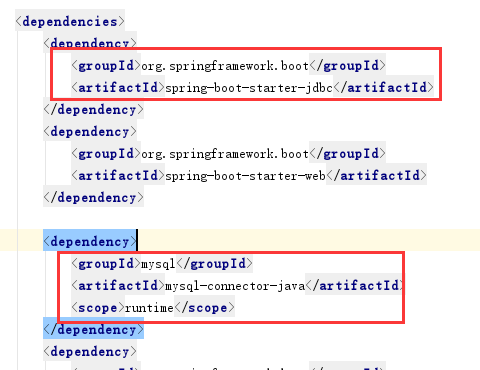 <dependencies>
<dependency>
<groupId>org.springframework.boot</groupId>
<artifactId>spring-boot-starter-jdbc</artifactId>
</dependency>
<dependency>
<groupId>org.springframework.boot</groupId>
<artifactId>spring-boot-starter-web</artifactId>
</dependency>
<dependency>
<groupId>mysql</groupId>
<artifactId>mysql-connector-java</artifactId>
<scope>runtime</scope>
</dependency>
<dependency>